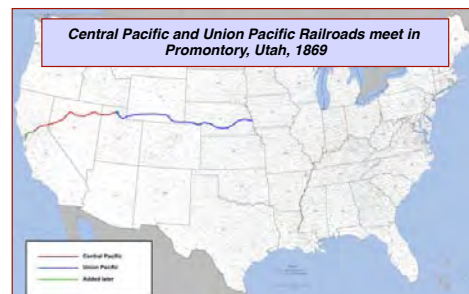 Central Pacific and Union Pacific Railroads meet in
Promontory, Utah, 1869
Central Pacific
Union Pacific
Added later